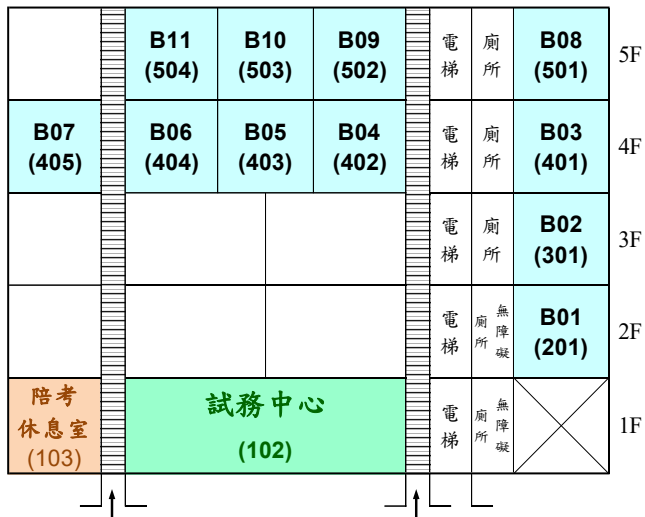 B11 B10 B09 電梯 廁所 B08 5F
(504) (503) (502) (501)
B07 B06 B05 B04 電梯 廁所 B03 4F
(405) (404) (403) (402) (401)
電梯 廁所 B02 3F
(301)
電梯 廁所 無障礙 B01 2F
(201)
陪考 試務中心 電梯 廁所 無障礙 1F
休息室
(103) (102)